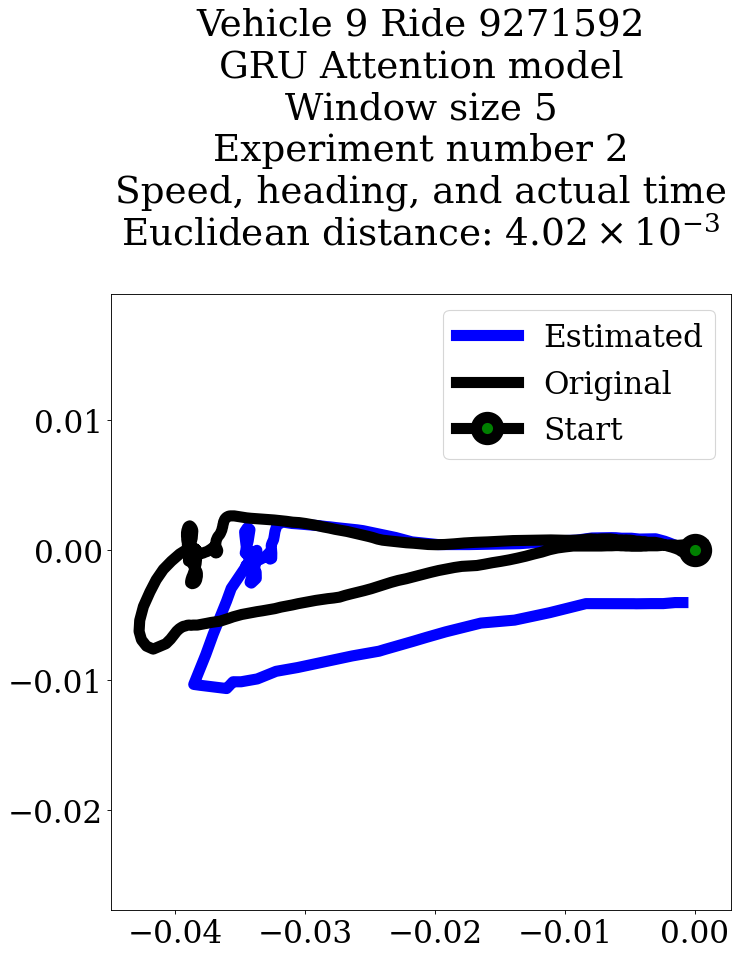 Vehicle 9 Ride 9271592
GRU Attention model
Window size 5
Experiment number 2
Speed, heading, and actual time
Euclidean distance: 4.02 × 10⁻³
Estimated
Original
Start
0.01
0.00
−0.01
−0.02
−0.04 −0.03 −0.02 −0.01 0.00